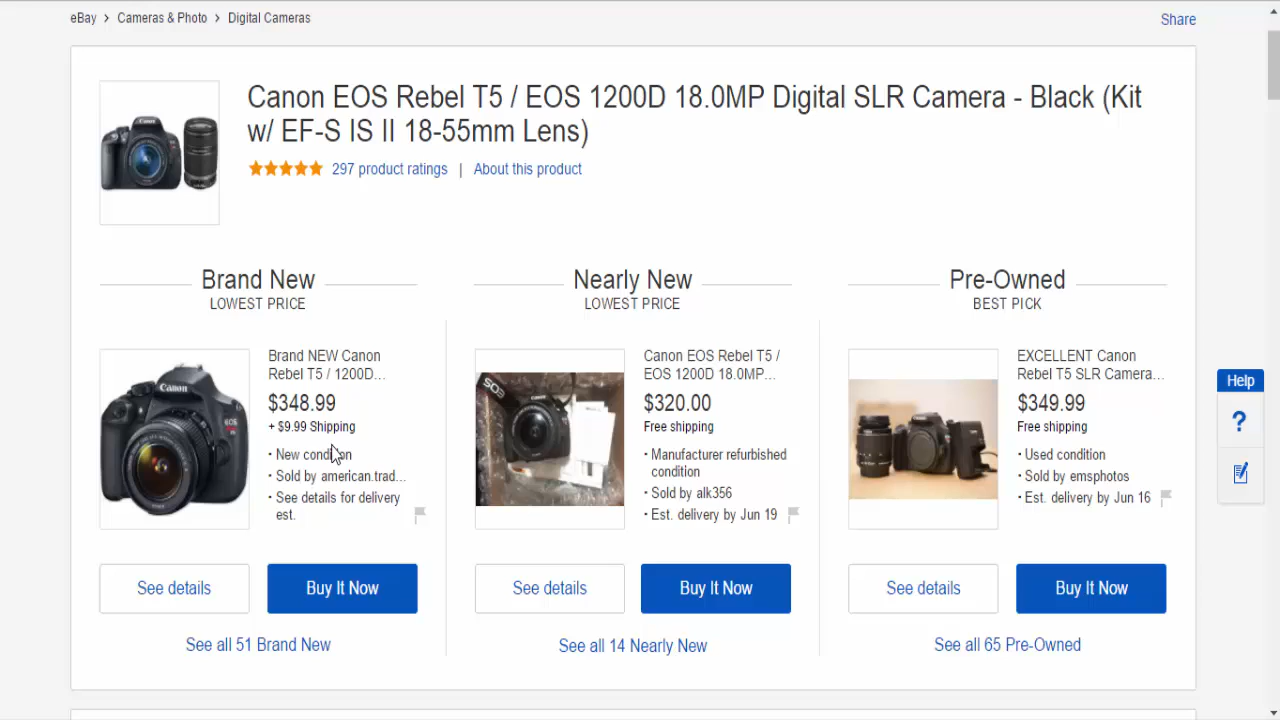 eBay > Cameras & Photo > Digital Cameras
Share
Canon EOS Rebel T5 / EOS 1200D 18.0MP Digital SLR Camera - Black (Kit
w/ EF-S IS II 18-55mm Lens)
297 product ratings | About this product
Brand New
LOWEST PRICE
Canon
Brand NEW Canon
Rebel T5 / 1200D...
$348.99
+ $9.99 Shipping
· New condition
· Sold by american.trad...
· See details for delivery
est.
See details
Buy It Now
See all 51 Brand New
Nearly New
LOWEST PRICE
Canon EOS Rebel T5 /
EOS 1200D 18.0MP...
$320.00
Free shipping
· Manufacturer refurbished
condition
· Sold by alk356
· Est. delivery by Jun 19
See details
Buy It Now
See all 14 Nearly New
Pre-Owned
BEST PICK
EXCELLENT Canon
Rebel T5 SLR Camera...
$349.99
Free shipping
· Used condition
· Sold by emsphotos
· Est. delivery by Jun 16
See details
Buy It Now
See all 65 Pre-Owned
Help
?